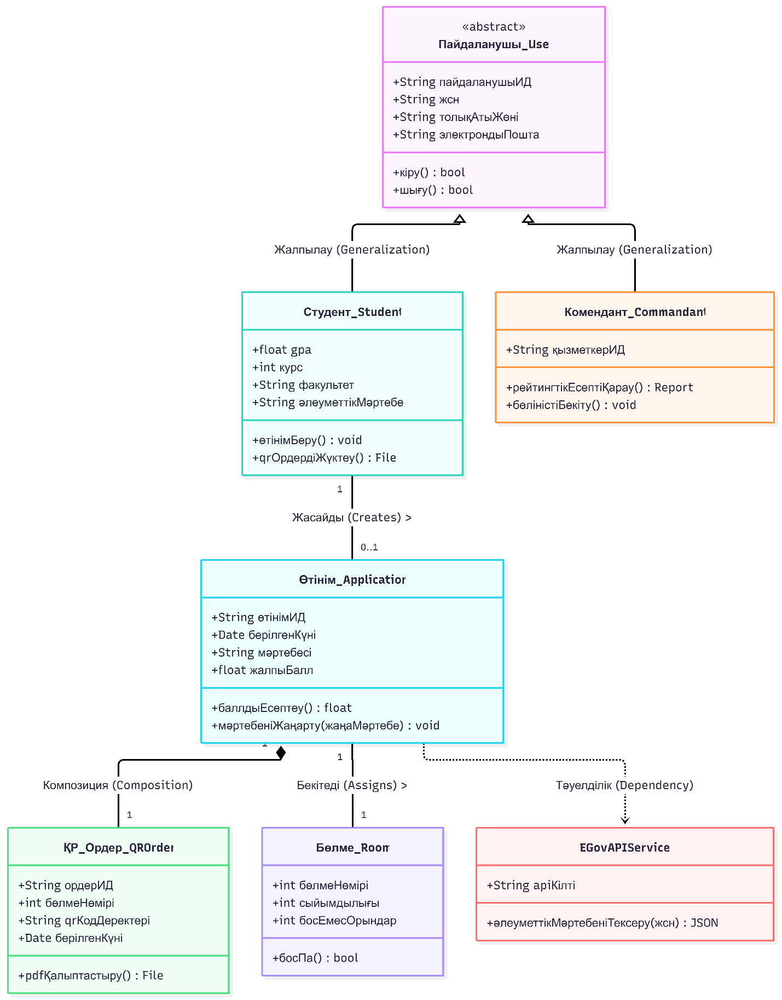 «abstract»
Пайдаланушы_Use
+String пайдаланушыИД
+String жсн
+String толықАтыЖөні
+String электрондыПошта
+кіру() : bool
+шығу() : bool
Жалпылау (Generalization)
Жалпылау (Generalization)
Студент_Student
+float gpa
+int курс
+String факультет
+String әлеуметтікМәртебе
+өтінімБеру() : void
+qrОрдердіЖүктеу() : File
Комендант_Commandant
+String қызметкерИД
+рейтингтікЕсептіҚарау() : Report
+бөліністіБекіту() : void
1
Жасайды (Creates) >
0..1
Өтінім_Application
+String өтінімИД
+Date берілгенКүні
+String мәртебесі
+float жалпыБалл
+баллдыЕсептеу() : float
+мәртебеніЖаңарту(жаңаМәртебе) : void
1
1
Композиция (Composition)
Бекітеді (Assigns) >
Тәуелділік (Dependency)
1
1
ҚР_Ордер_QROrder
+String ордерИД
+int бөлмеНөмірі
+String qrКодДеректері
+Date берілгенКүні
+pdfҚалыптастыру() : File
Бөлме_Room
+int бөлмеНөмірі
+int сыйымдылығы
+int босЕмесОрындар
+босПа() : bool
EGovAPIService
+String apiКілті
+әлеуметтікМәртебеніТексеру(жсн) : JSON